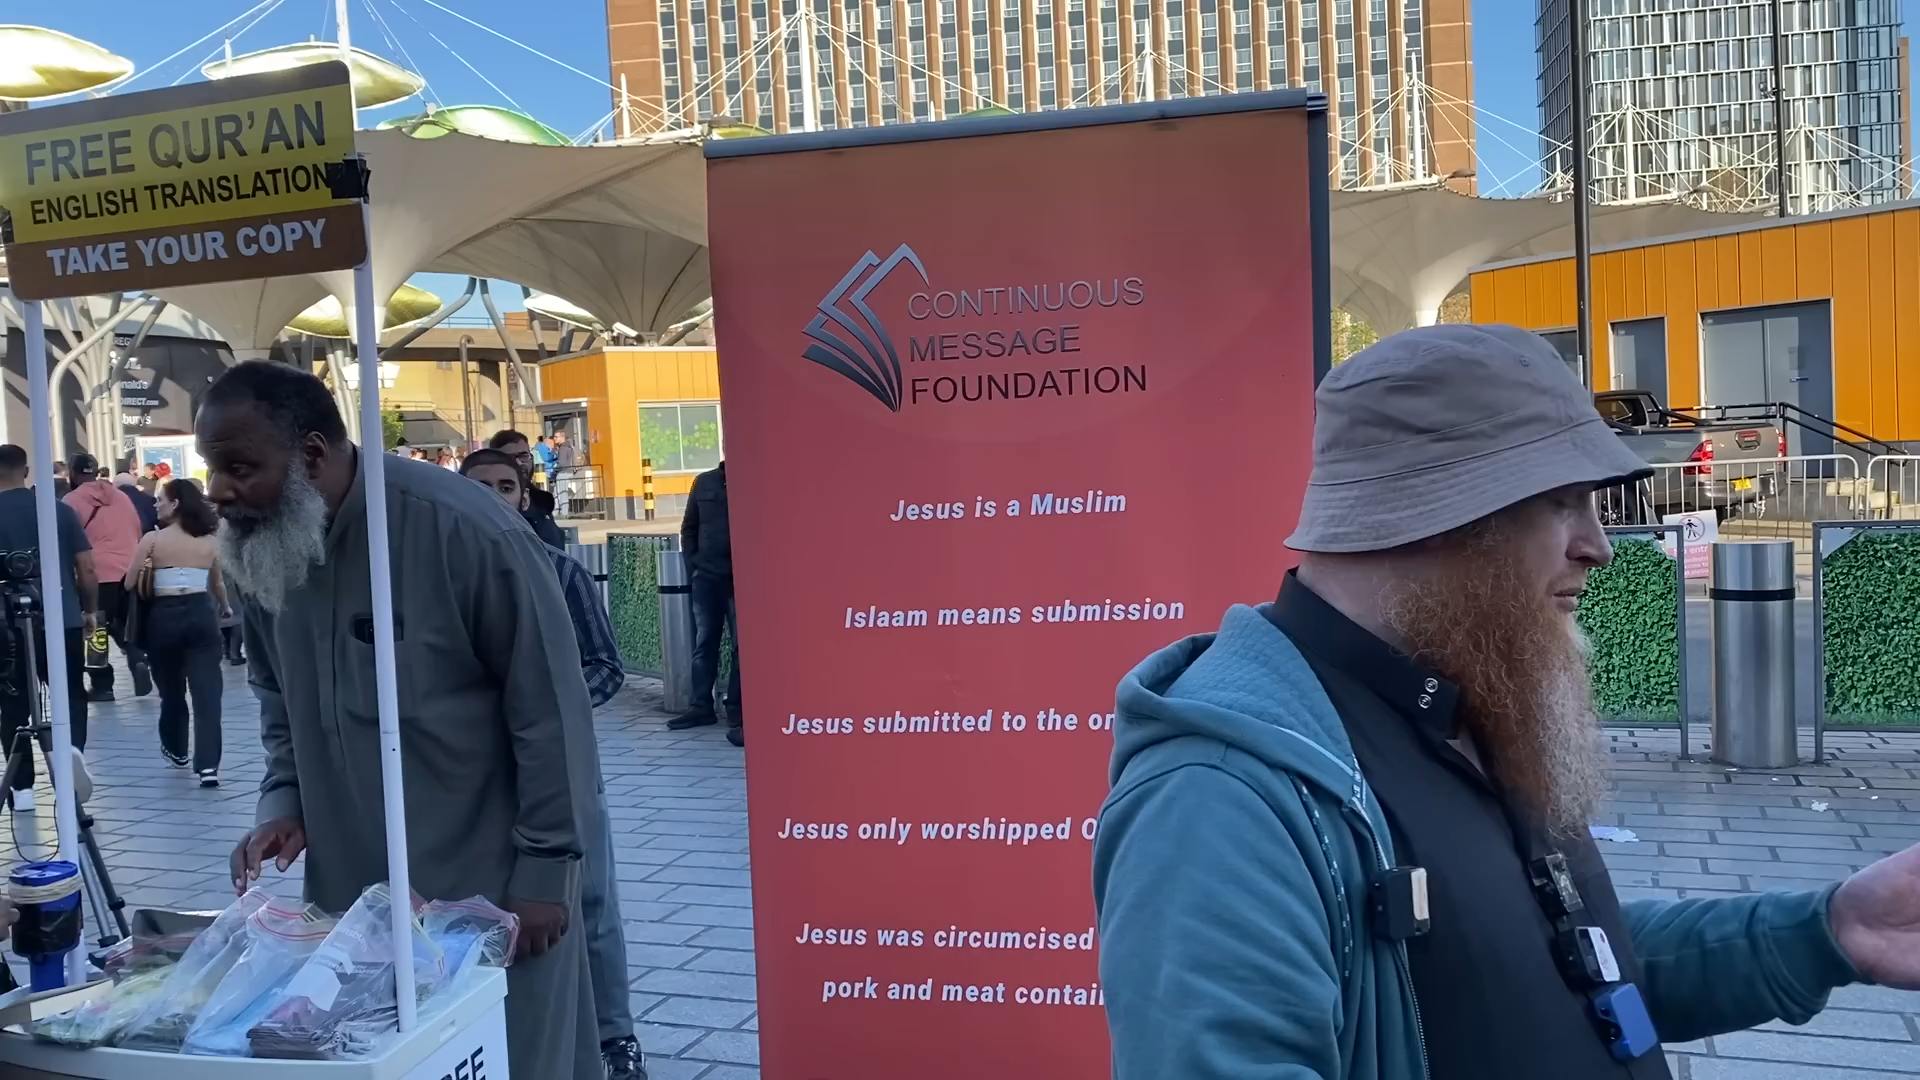 FREE QUR'AN
ENGLISH TRANSLATION
TAKE YOUR COPY
CONTINUOUS
MESSAGE
FOUNDATION
Jesus is a Muslim
Islaam means submission
Jesus submitted to the
Jesus only worshipped
Jesus was circumcised
pork and meat